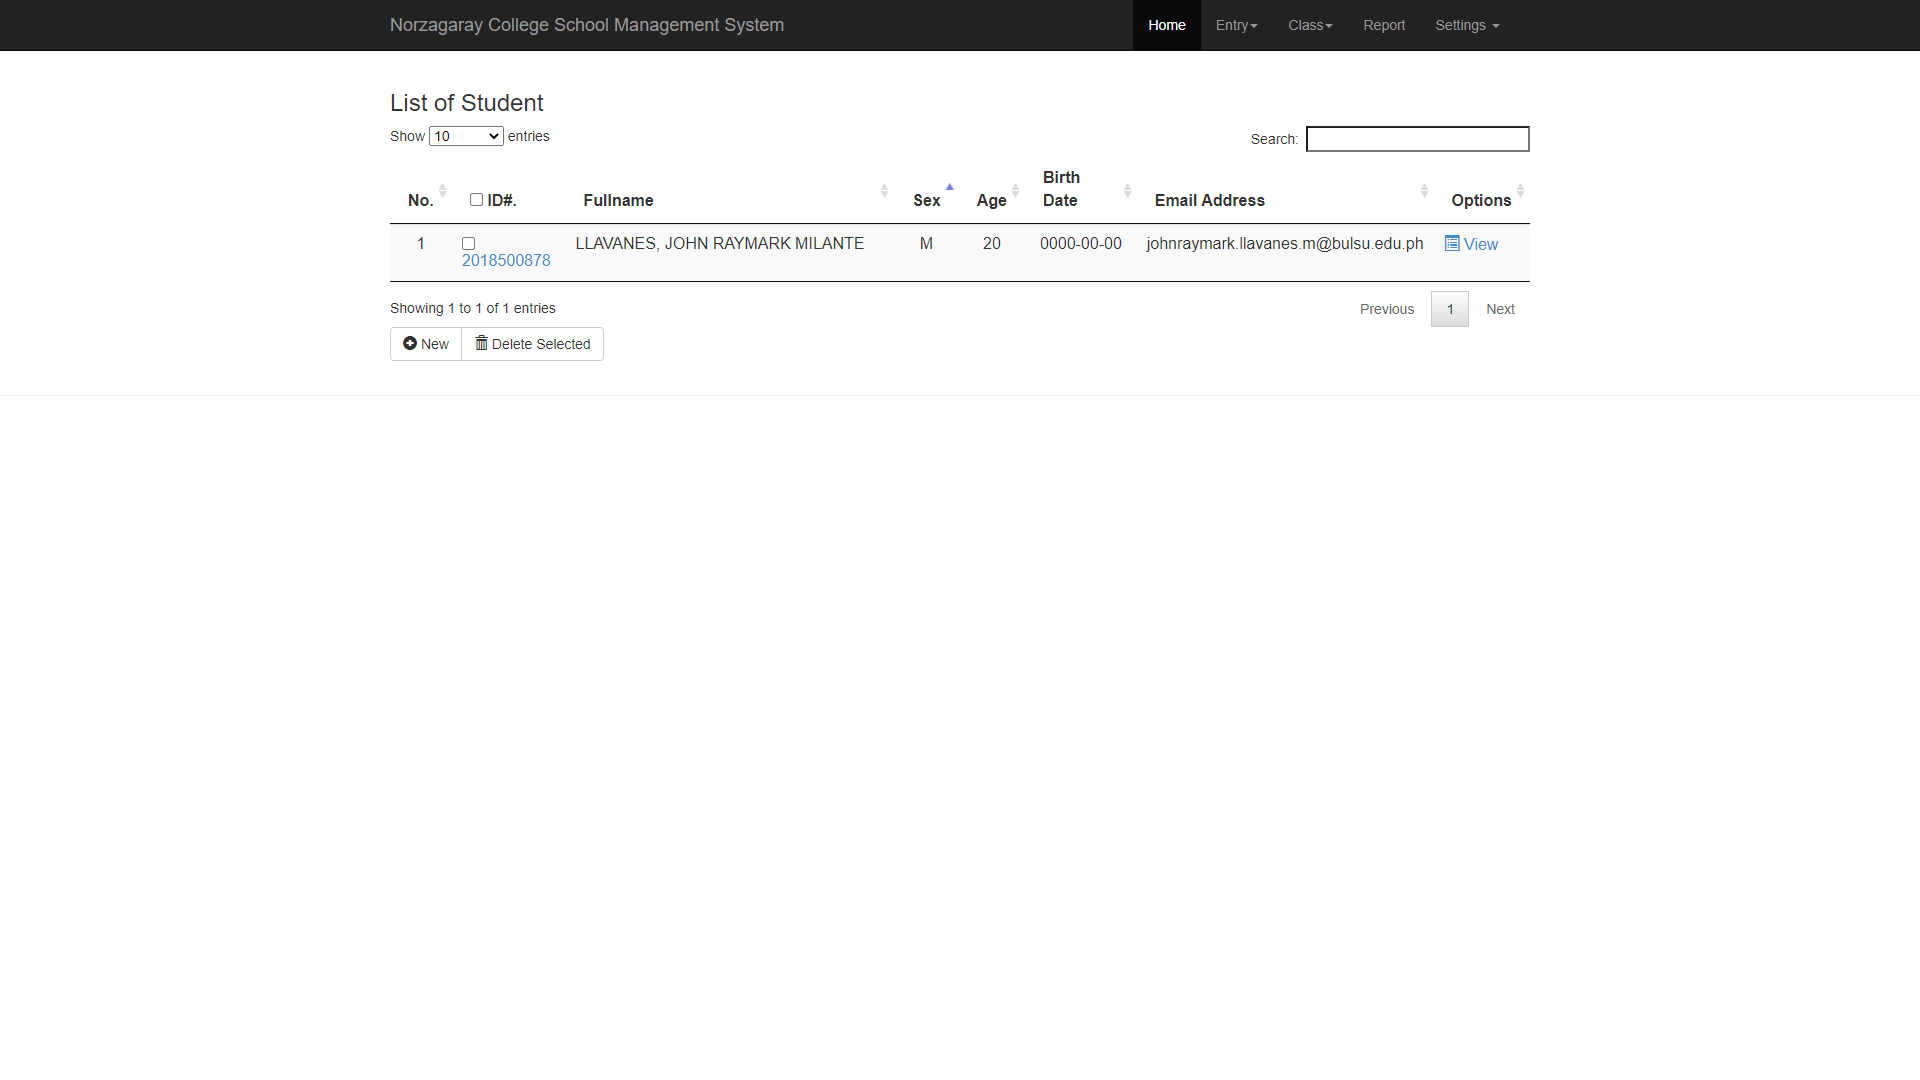 Norzagaray College School Management System Home Entry Class Report Settings
List of Student
Show 10 entries Search:
No. ID#. Fullname Sex Age Birth Date Email Address Options
1 2018500878 LLAVANES, JOHN RAYMARK MILANTE M 20 0000-00-00 johnraymark.llavanes.m@bulsu.edu.ph View
Showing 1 to 1 of 1 entries Previous 1 Next
New Delete Selected